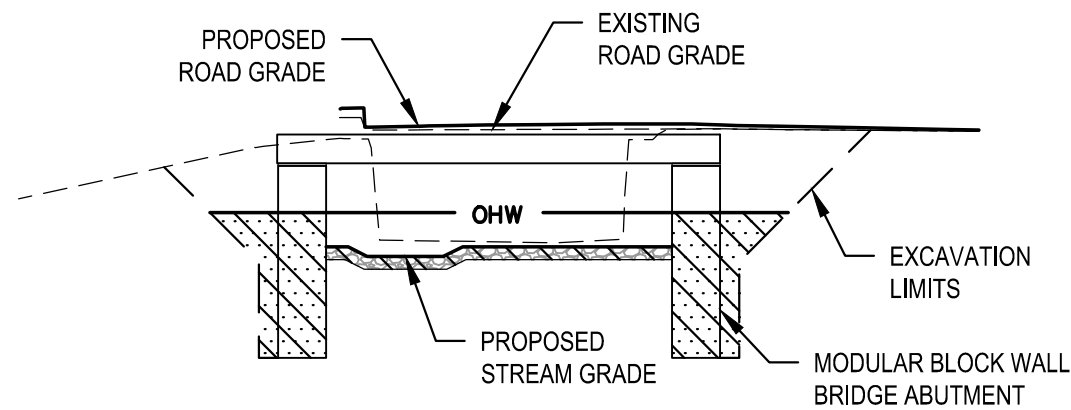 PROPOSED
ROAD GRADE
EXISTING
ROAD GRADE
OHW
EXCAVATION
LIMITS
PROPOSED
STREAM GRADE
MODULAR BLOCK WALL
BRIDGE ABUTMENT